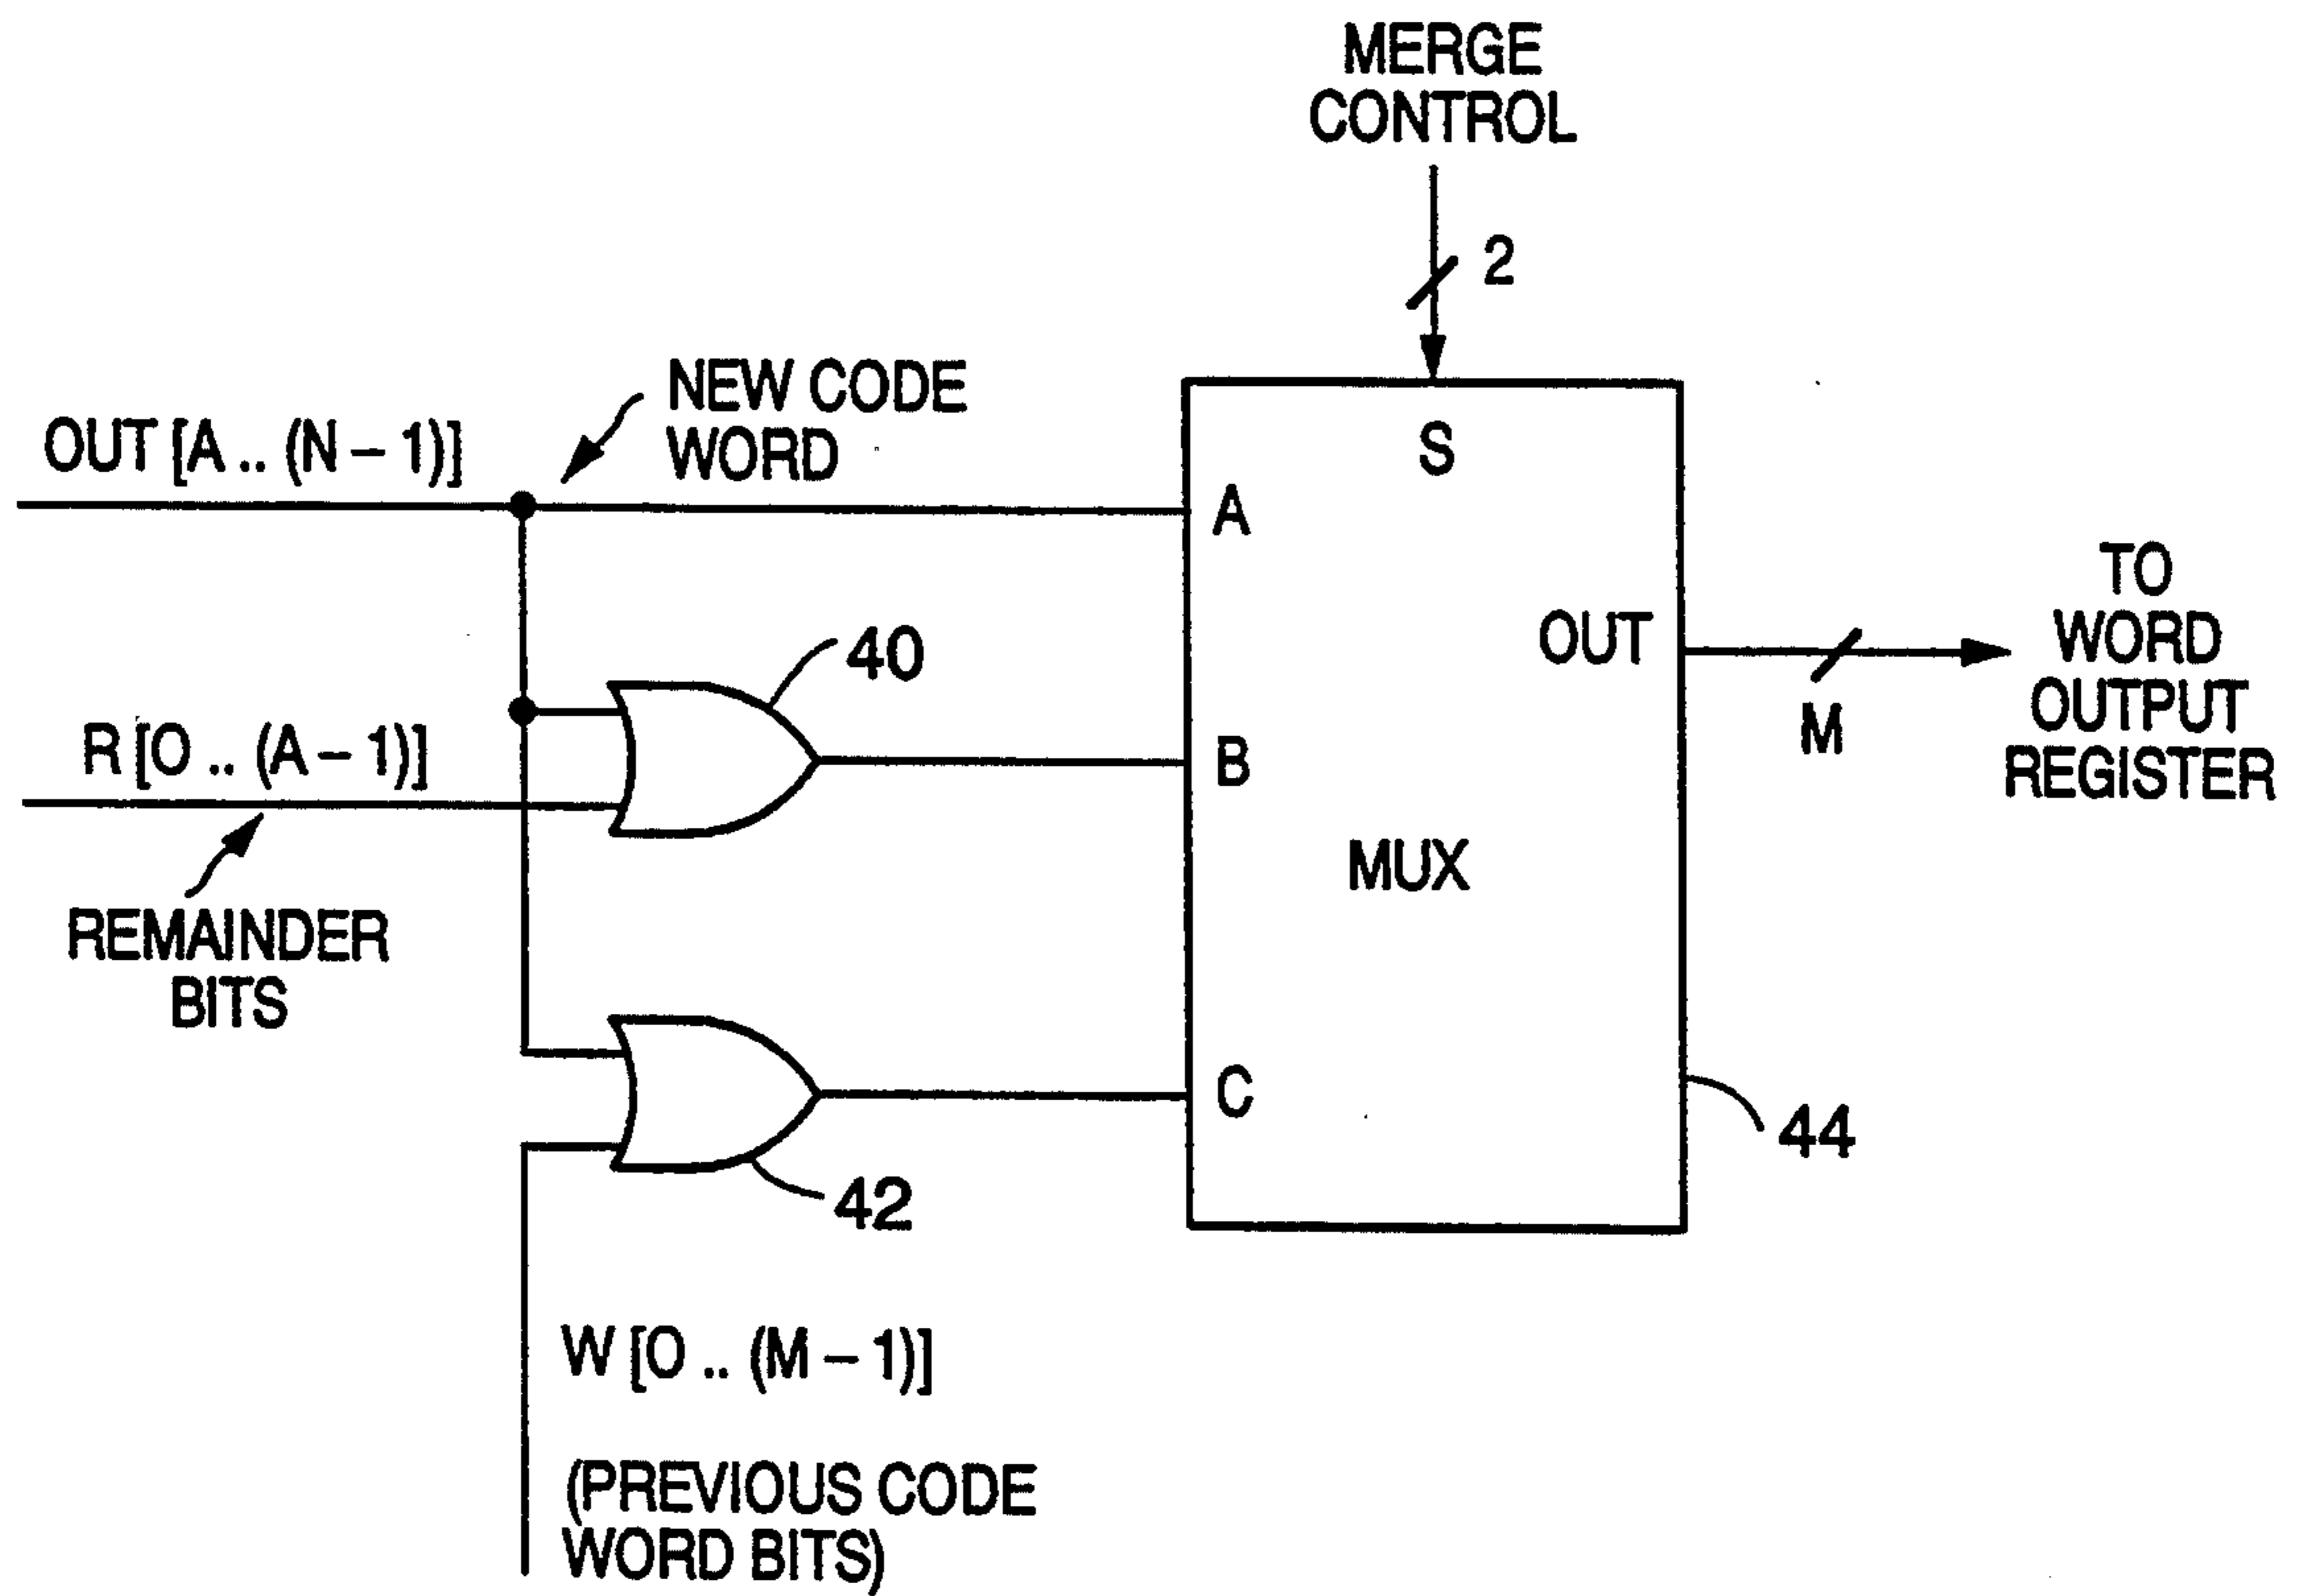 MERGE
CONTROL
2
NEW CODE
WORD
OUT [A .. (N – 1)]
S
A
TO
WORD
OUTPUT
REGISTER
OUT
M
40
R [O .. (A – 1)]
B
MUX
REMAINDER
BITS
C
44
42
W [O .. (M – 1)]
(PREVIOUS CODE
WORD BITS)